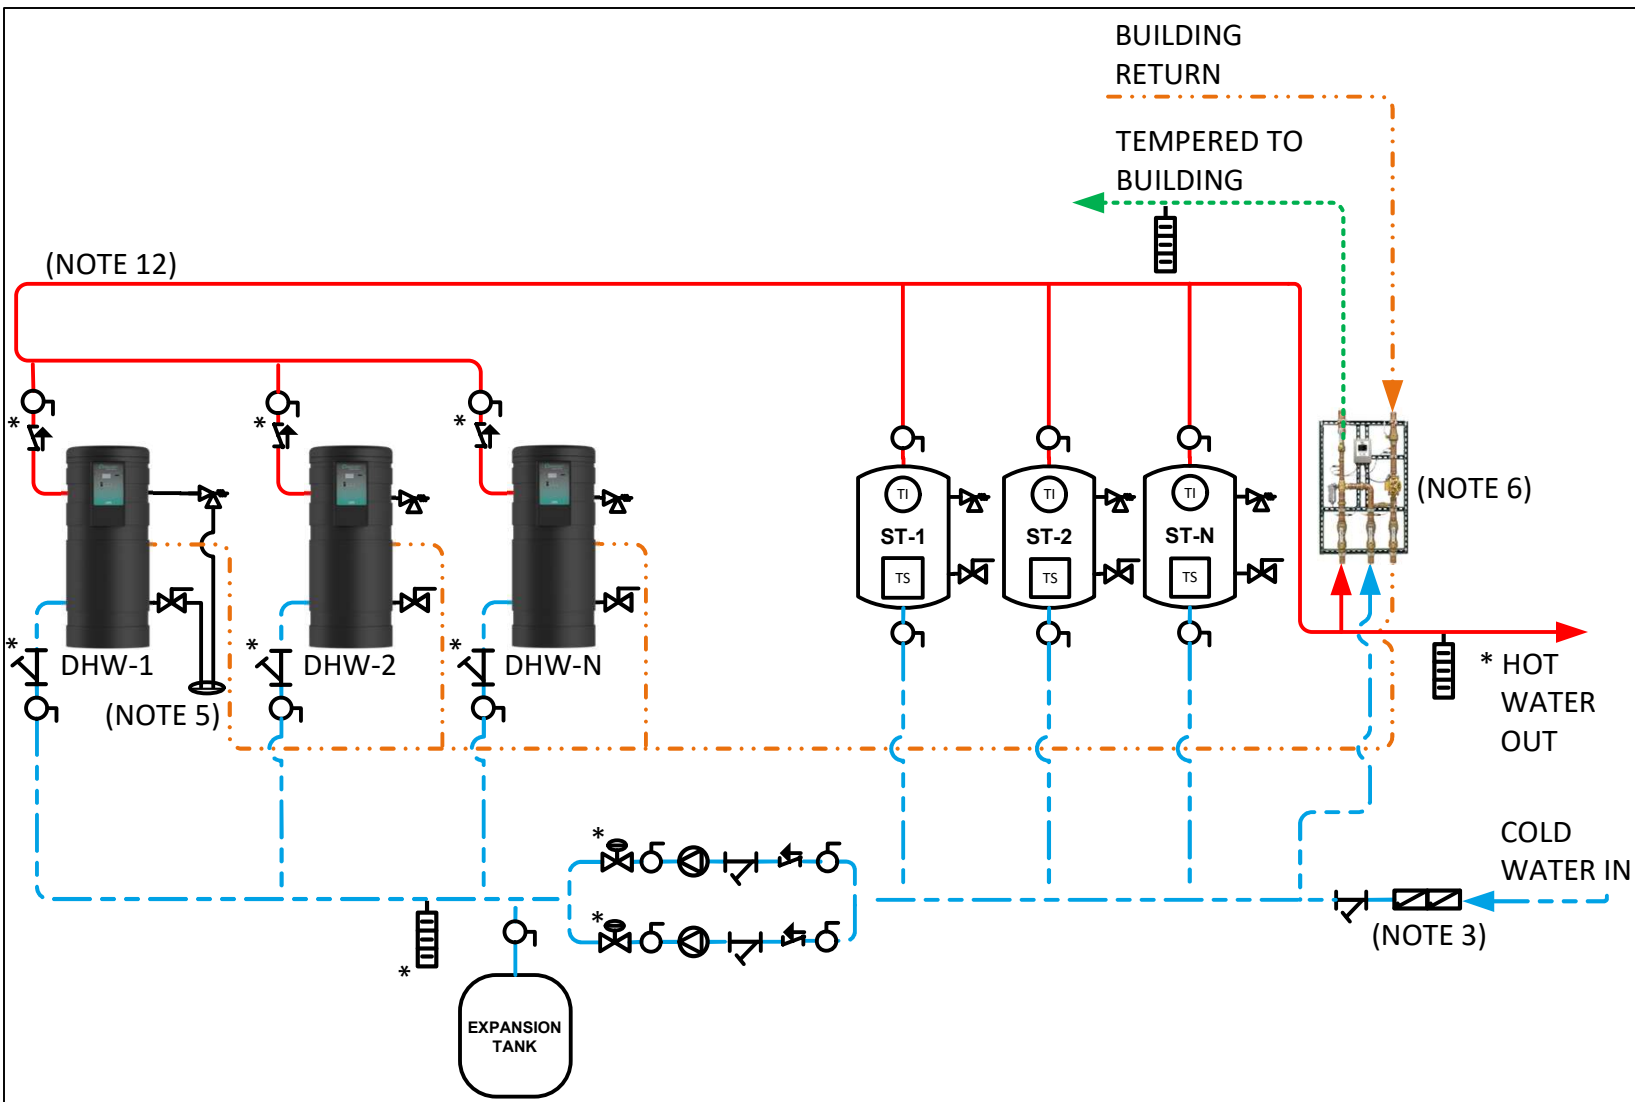 BUILDING
RETURN
TEMPERED TO
BUILDING
(NOTE 12)
*
*
*
TI
TI
TI
(NOTE 6)
ST-1
ST-2
ST-N
TS
TS
TS
*
*
*
DHW-1
DHW-2
DHW-N
* HOT
WATER
OUT
(NOTE 5)
*
COLD
WATER IN
*
(NOTE 3)
*
EXPANSION
TANK